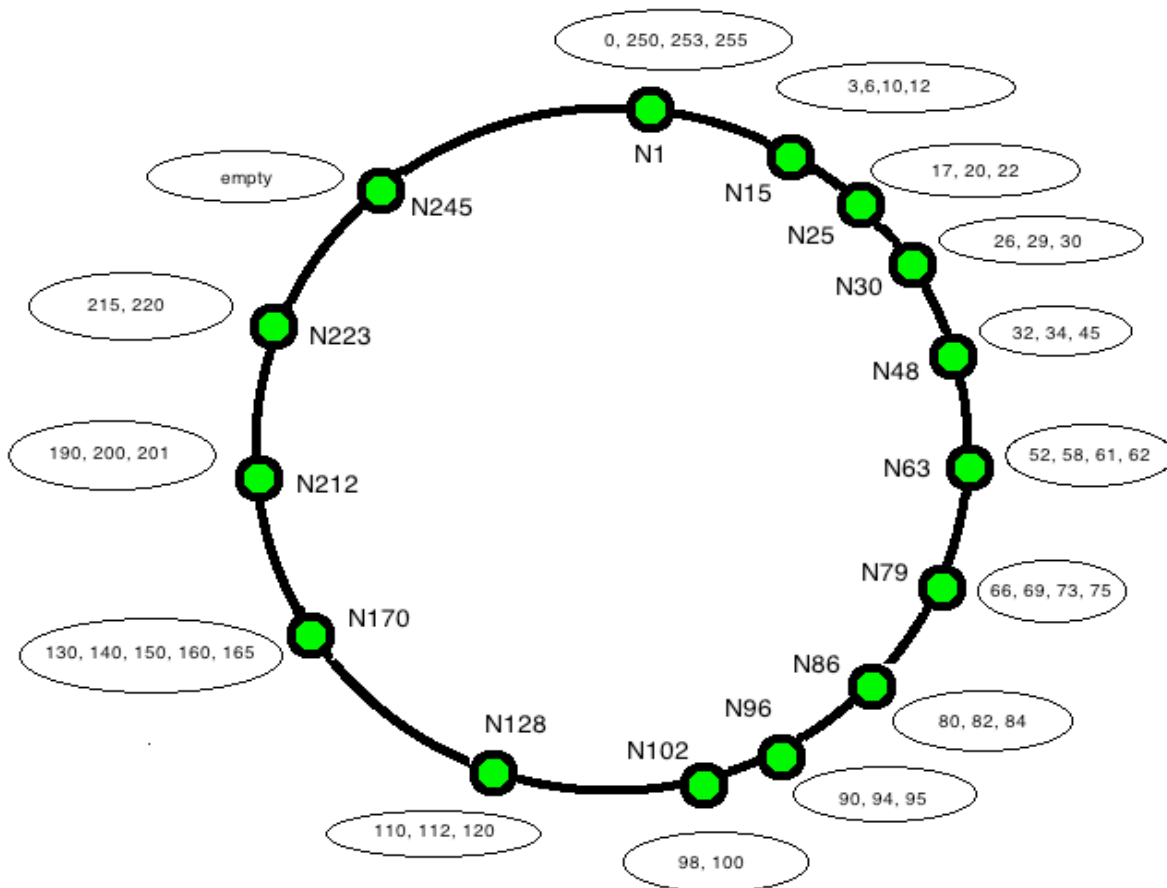 0, 250, 253, 255
3,6,10,12
N1
N15
17, 20, 22
empty
N245
N25
26, 29, 30
N30
215, 220
N223
32, 34, 45
N48
190, 200, 201
N212
N63
52, 58, 61, 62
N79
66, 69, 73, 75
N170
130, 140, 150, 160, 165
N86
80, 82, 84
N128
N102
N96
90, 94, 95
110, 112, 120
98, 100